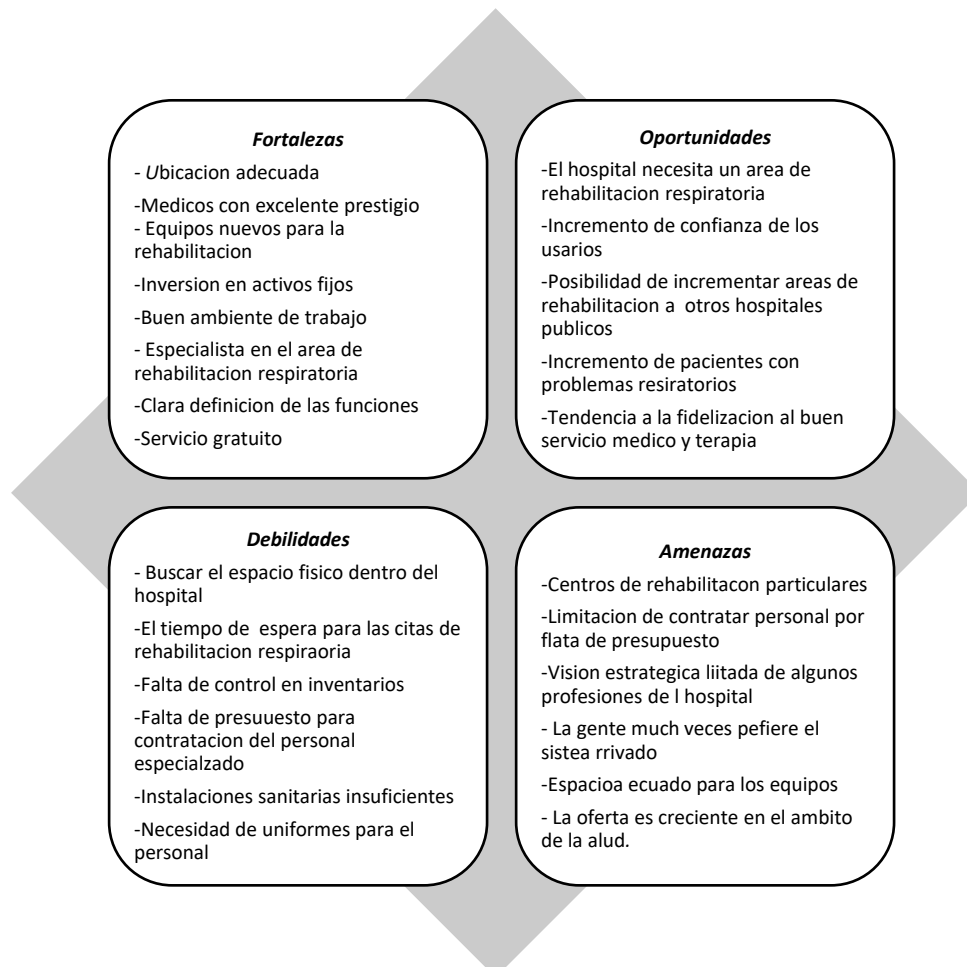 Fortalezas
- Ubicacion adecuada
-Medicos con excelente prestigio
- Equipos nuevos para la
rehabilitacion
-Inversion en activos fijos
-Buen ambiente de trabajo
- Especialista en el area de
rehabilitacion respiratoria
-Clara definicion de las funciones
-Servicio gratuito
Oportunidades
-El hospital necesita un area de
rehabilitacion respiratoria
-Incremento de confianza de los
usarios
-Posibilidad de incrementar areas de
rehabilitacion a otros hospitales
publicos
-Incremento de pacientes con
problemas resiratorios
-Tendencia a la fidelizacion al buen
servicio medico y terapia
Debilidades
- Buscar el espacio fisico dentro del
hospital
-El tiempo de espera para las citas de
rehabilitacion respiraoria
-Falta de control en inventarios
-Falta de presuuesto para
contratacion del personal
especialzado
-Instalaciones sanitarias insuficientes
-Necesidad de uniformes para el
personal
Amenazas
-Centros de rehabilitacon particulares
-Limitacion de contratar personal por
flata de presupuesto
-Vision estrategica liitada de algunos
profesiones de l hospital
- La gente much veces pefiere el
sistea rrivado
-Espacioa ecuado para los equipos
- La oferta es creciente en el ambito
de la alud.